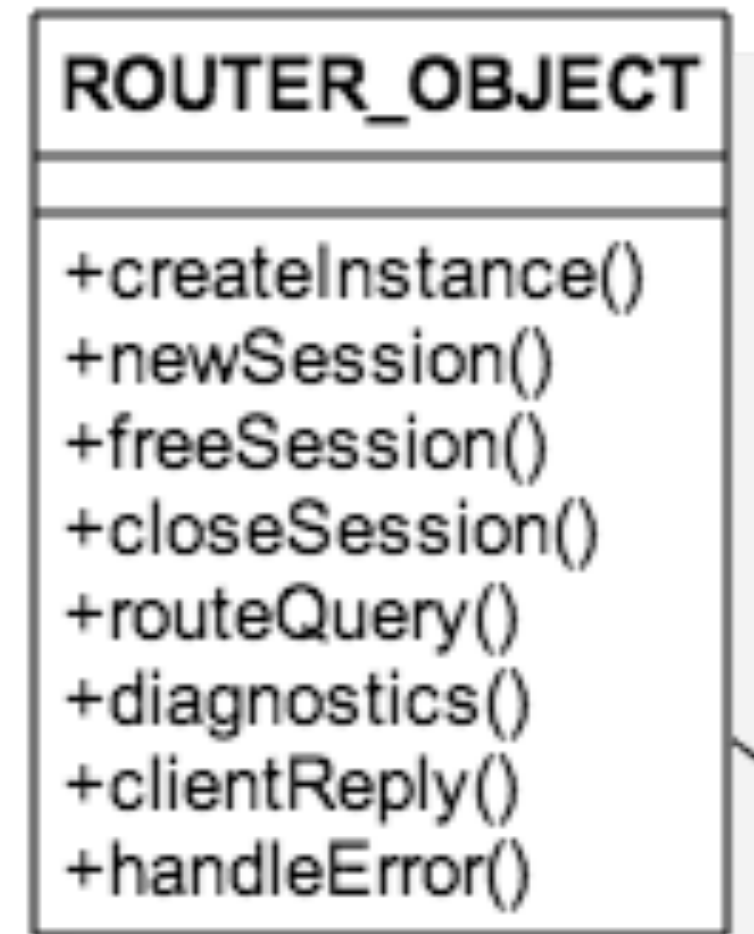 ROUTER_OBJECT
+createInstance()
+newSession()
+freeSession()
+closeSession()
+routeQuery()
+diagnostics()
+clientReply()
+handleError()